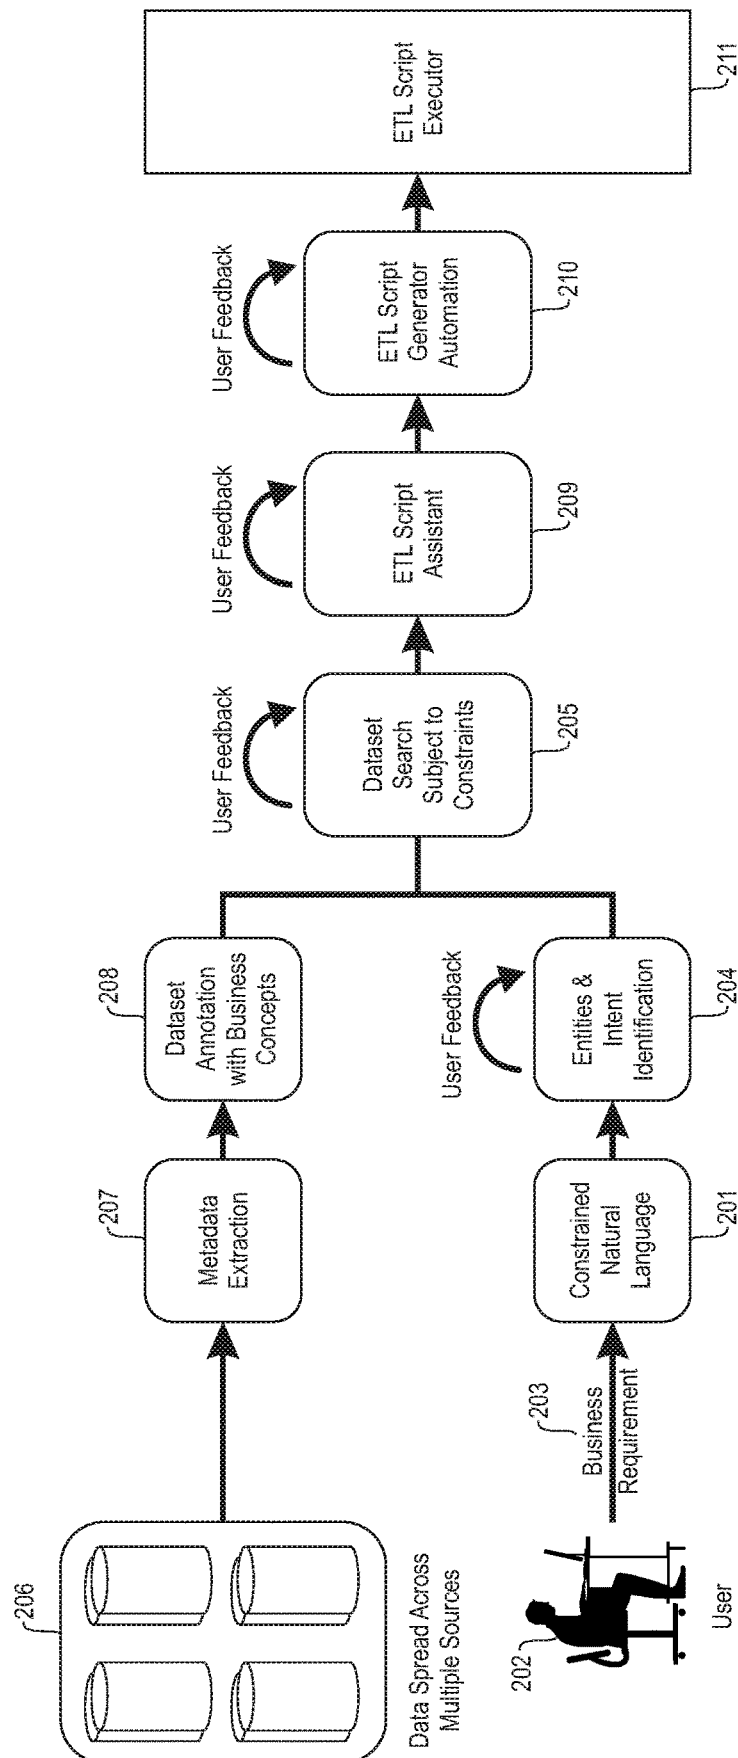 206
Data Spread Across
Multiple Sources
207
Metadata
Extraction
208
Dataset
Annotation
with Business
Concepts
202
User
203
Business
Requirement
Constrained
Natural
Language
201
User Feedback
Entities &
Intent
Identification
204
User Feedback
Dataset
Search
Subject to
Constraints
205
User Feedback
ETL Script
Assistant
209
User Feedback
ETL Script
Generator
Automation
210
ETL Script
Executor
211